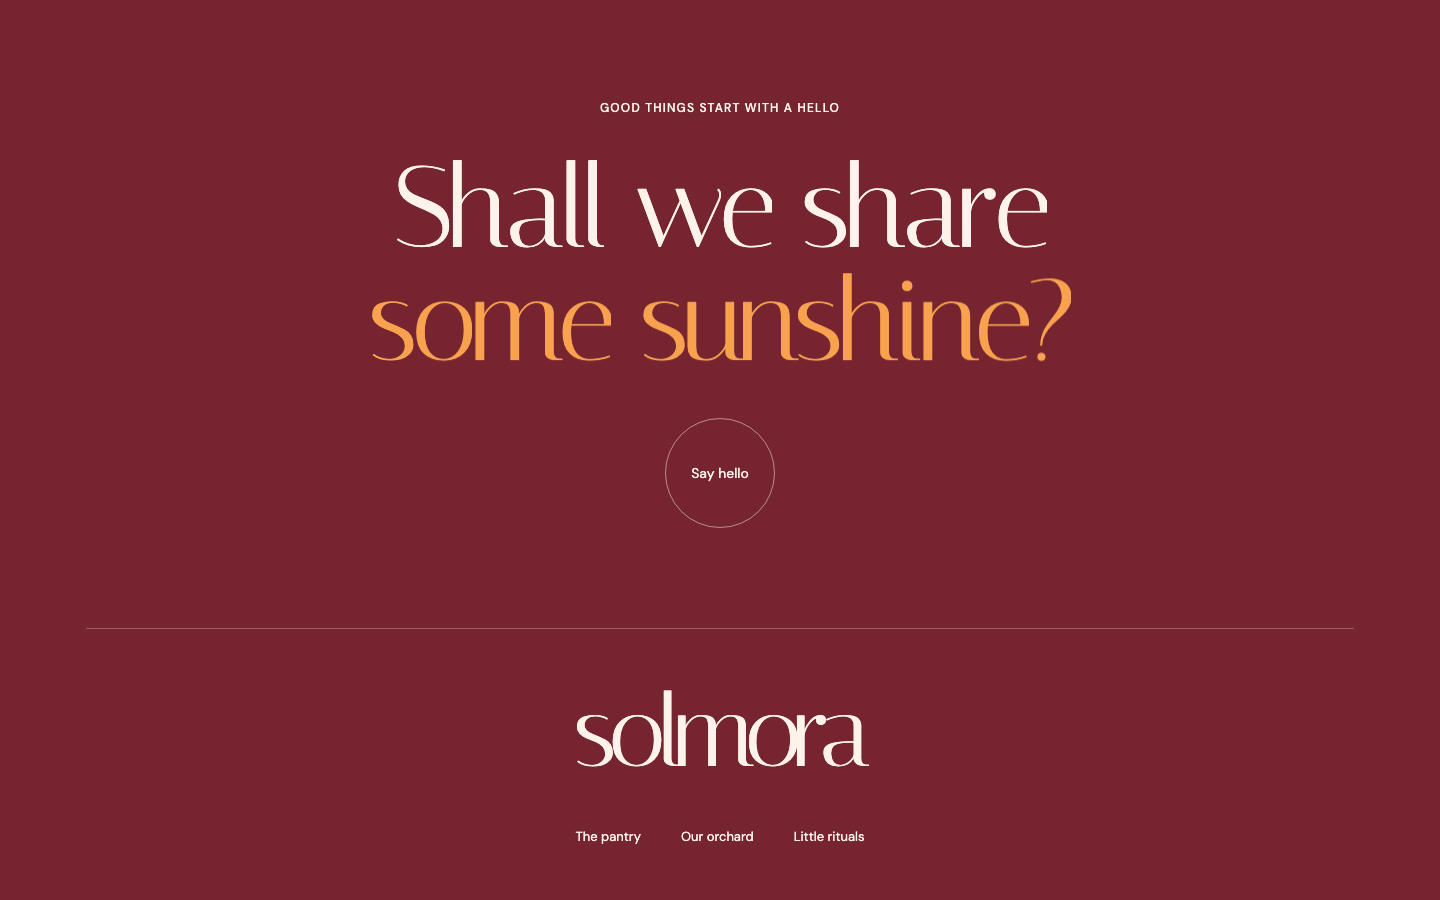 GOOD THINGS START WITH A HELLO
Shall we share
some sunshine?
Say hello
solmora
The pantry Our orchard Little rituals